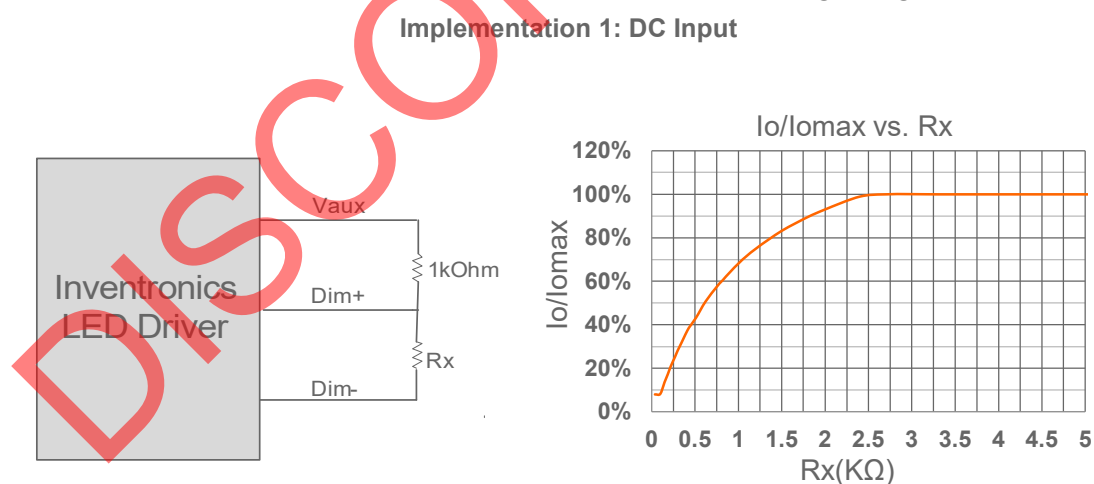 Implementation 1: DC Input
DISCO
Inventronics
LED Driver
Vaux
1kOhm
Dim+
Rx
Dim-
Io/Iomax vs. Rx
120%
100%
80%
60%
40%
20%
0%
Io/Iomax
0 0.5 1 1.5 2 2.5 3 3.5 4 4.5 5
Rx(KΩ)